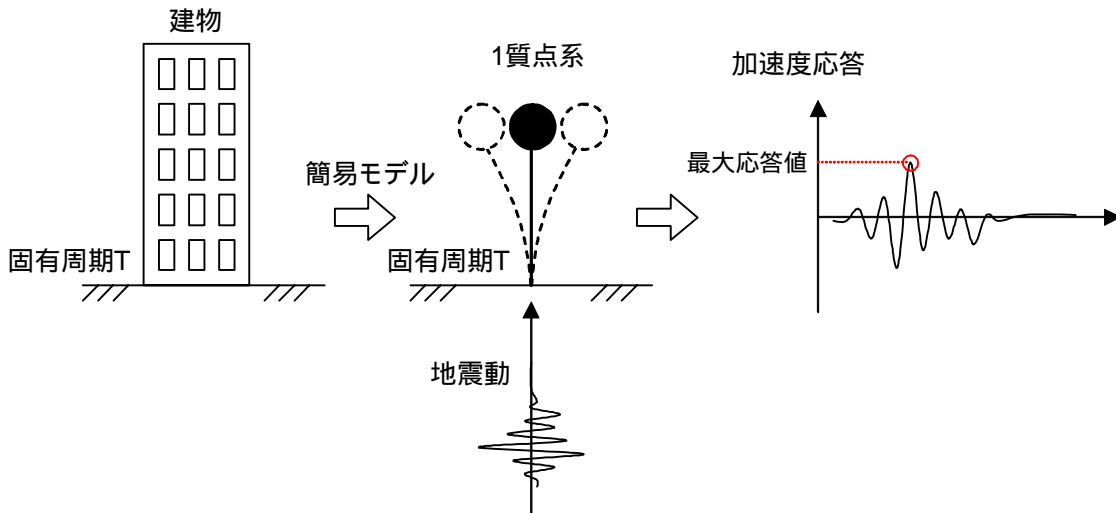 建物
1質点系
加速度応答
最大応答値
簡易モデル
固有周期T
固有周期T
地震動